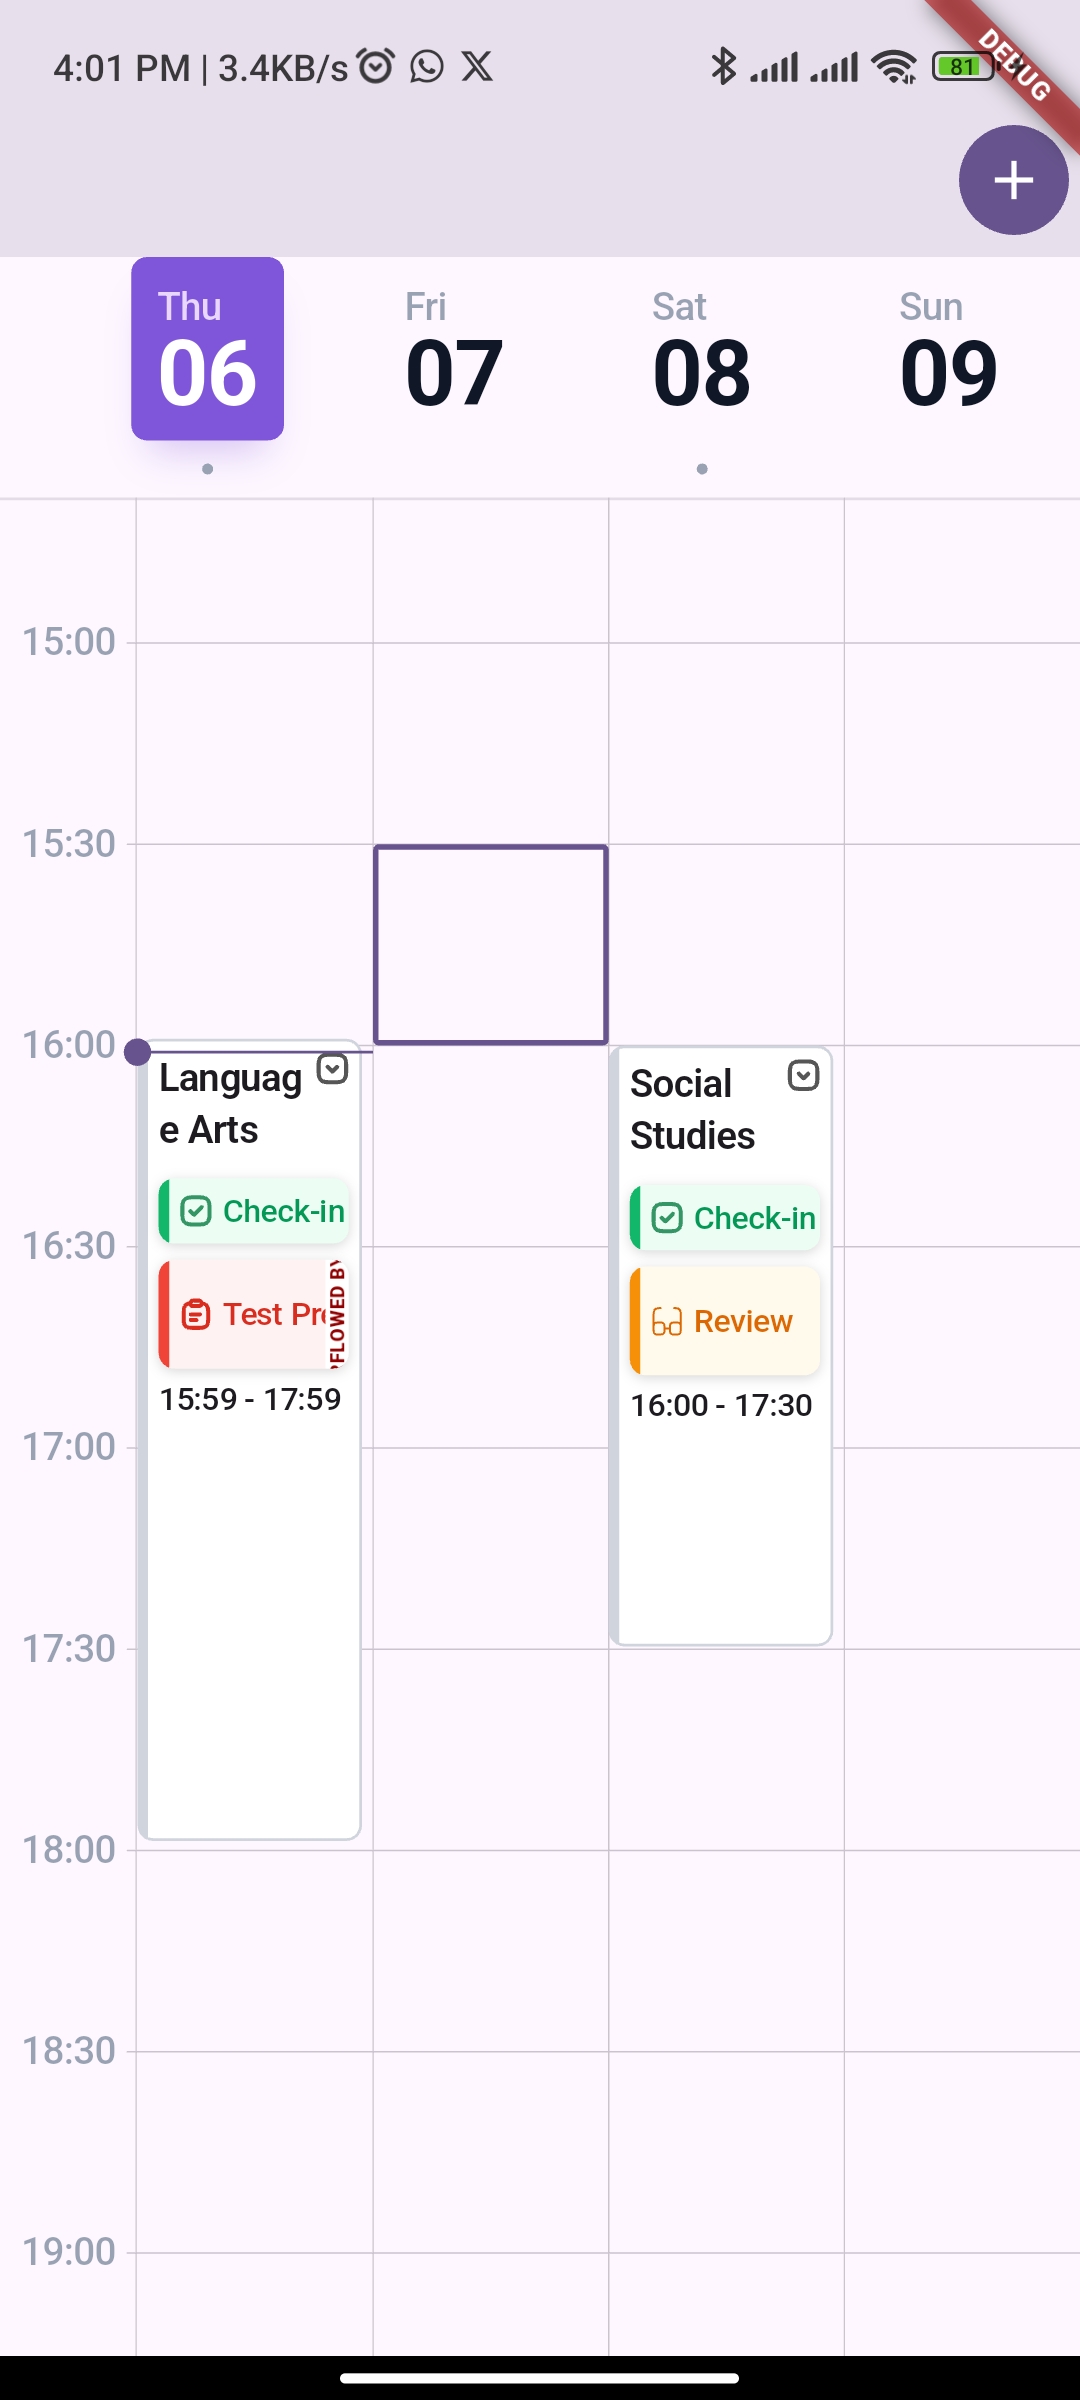 4:01 PM | 3.4KB/s
81
DEBUG
Thu
06
Fri
07
Sat
08
Sun
09
15:00
15:30
16:00
Languag
e Arts
Check-in
Test Pr
BY
15:59 - 17:59
Social
Studies
Check-in
Review
16:00 - 17:30
16:30
17:00
17:30
18:00
18:30
19:00